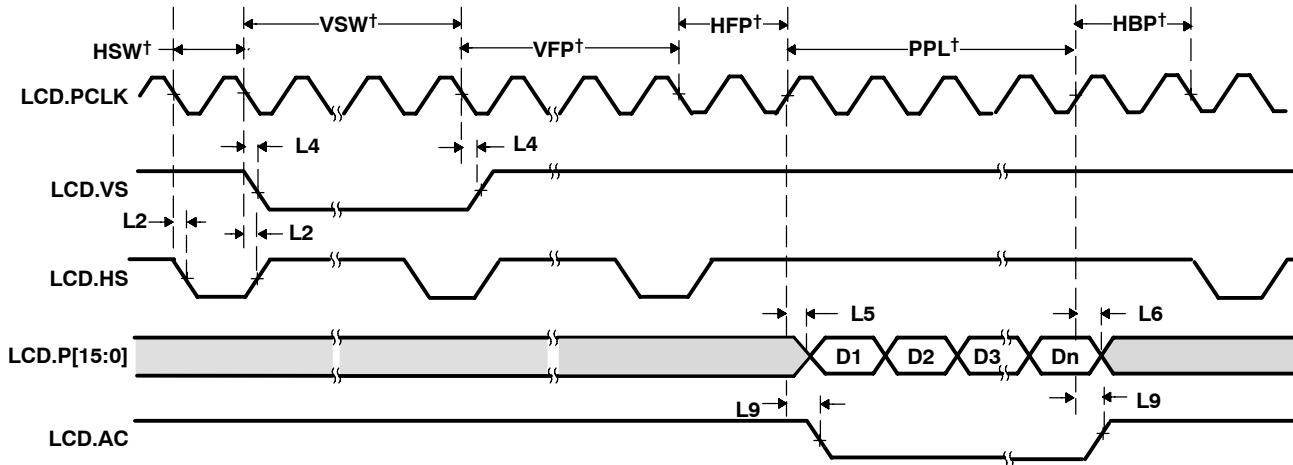 VSW†
HFP†
HBP†
HSW†
VFP†
PPL†
LCD.PCLK
L4
L4
LCD.VS
L2
L2
LCD.HS
L5
L6
LCD.P[15:0]
D1
D2
D3
Dn
L9
L9
LCD.AC